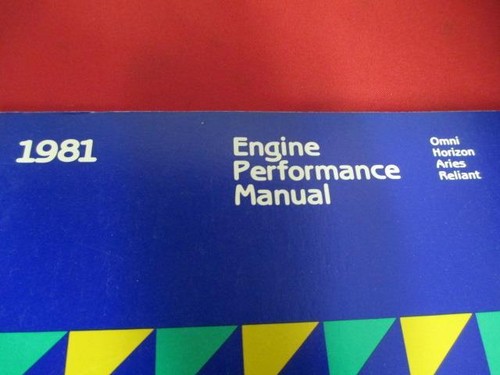 1981
Engine
Performance
Manual
Omni
Horizon
Aries
Reliant